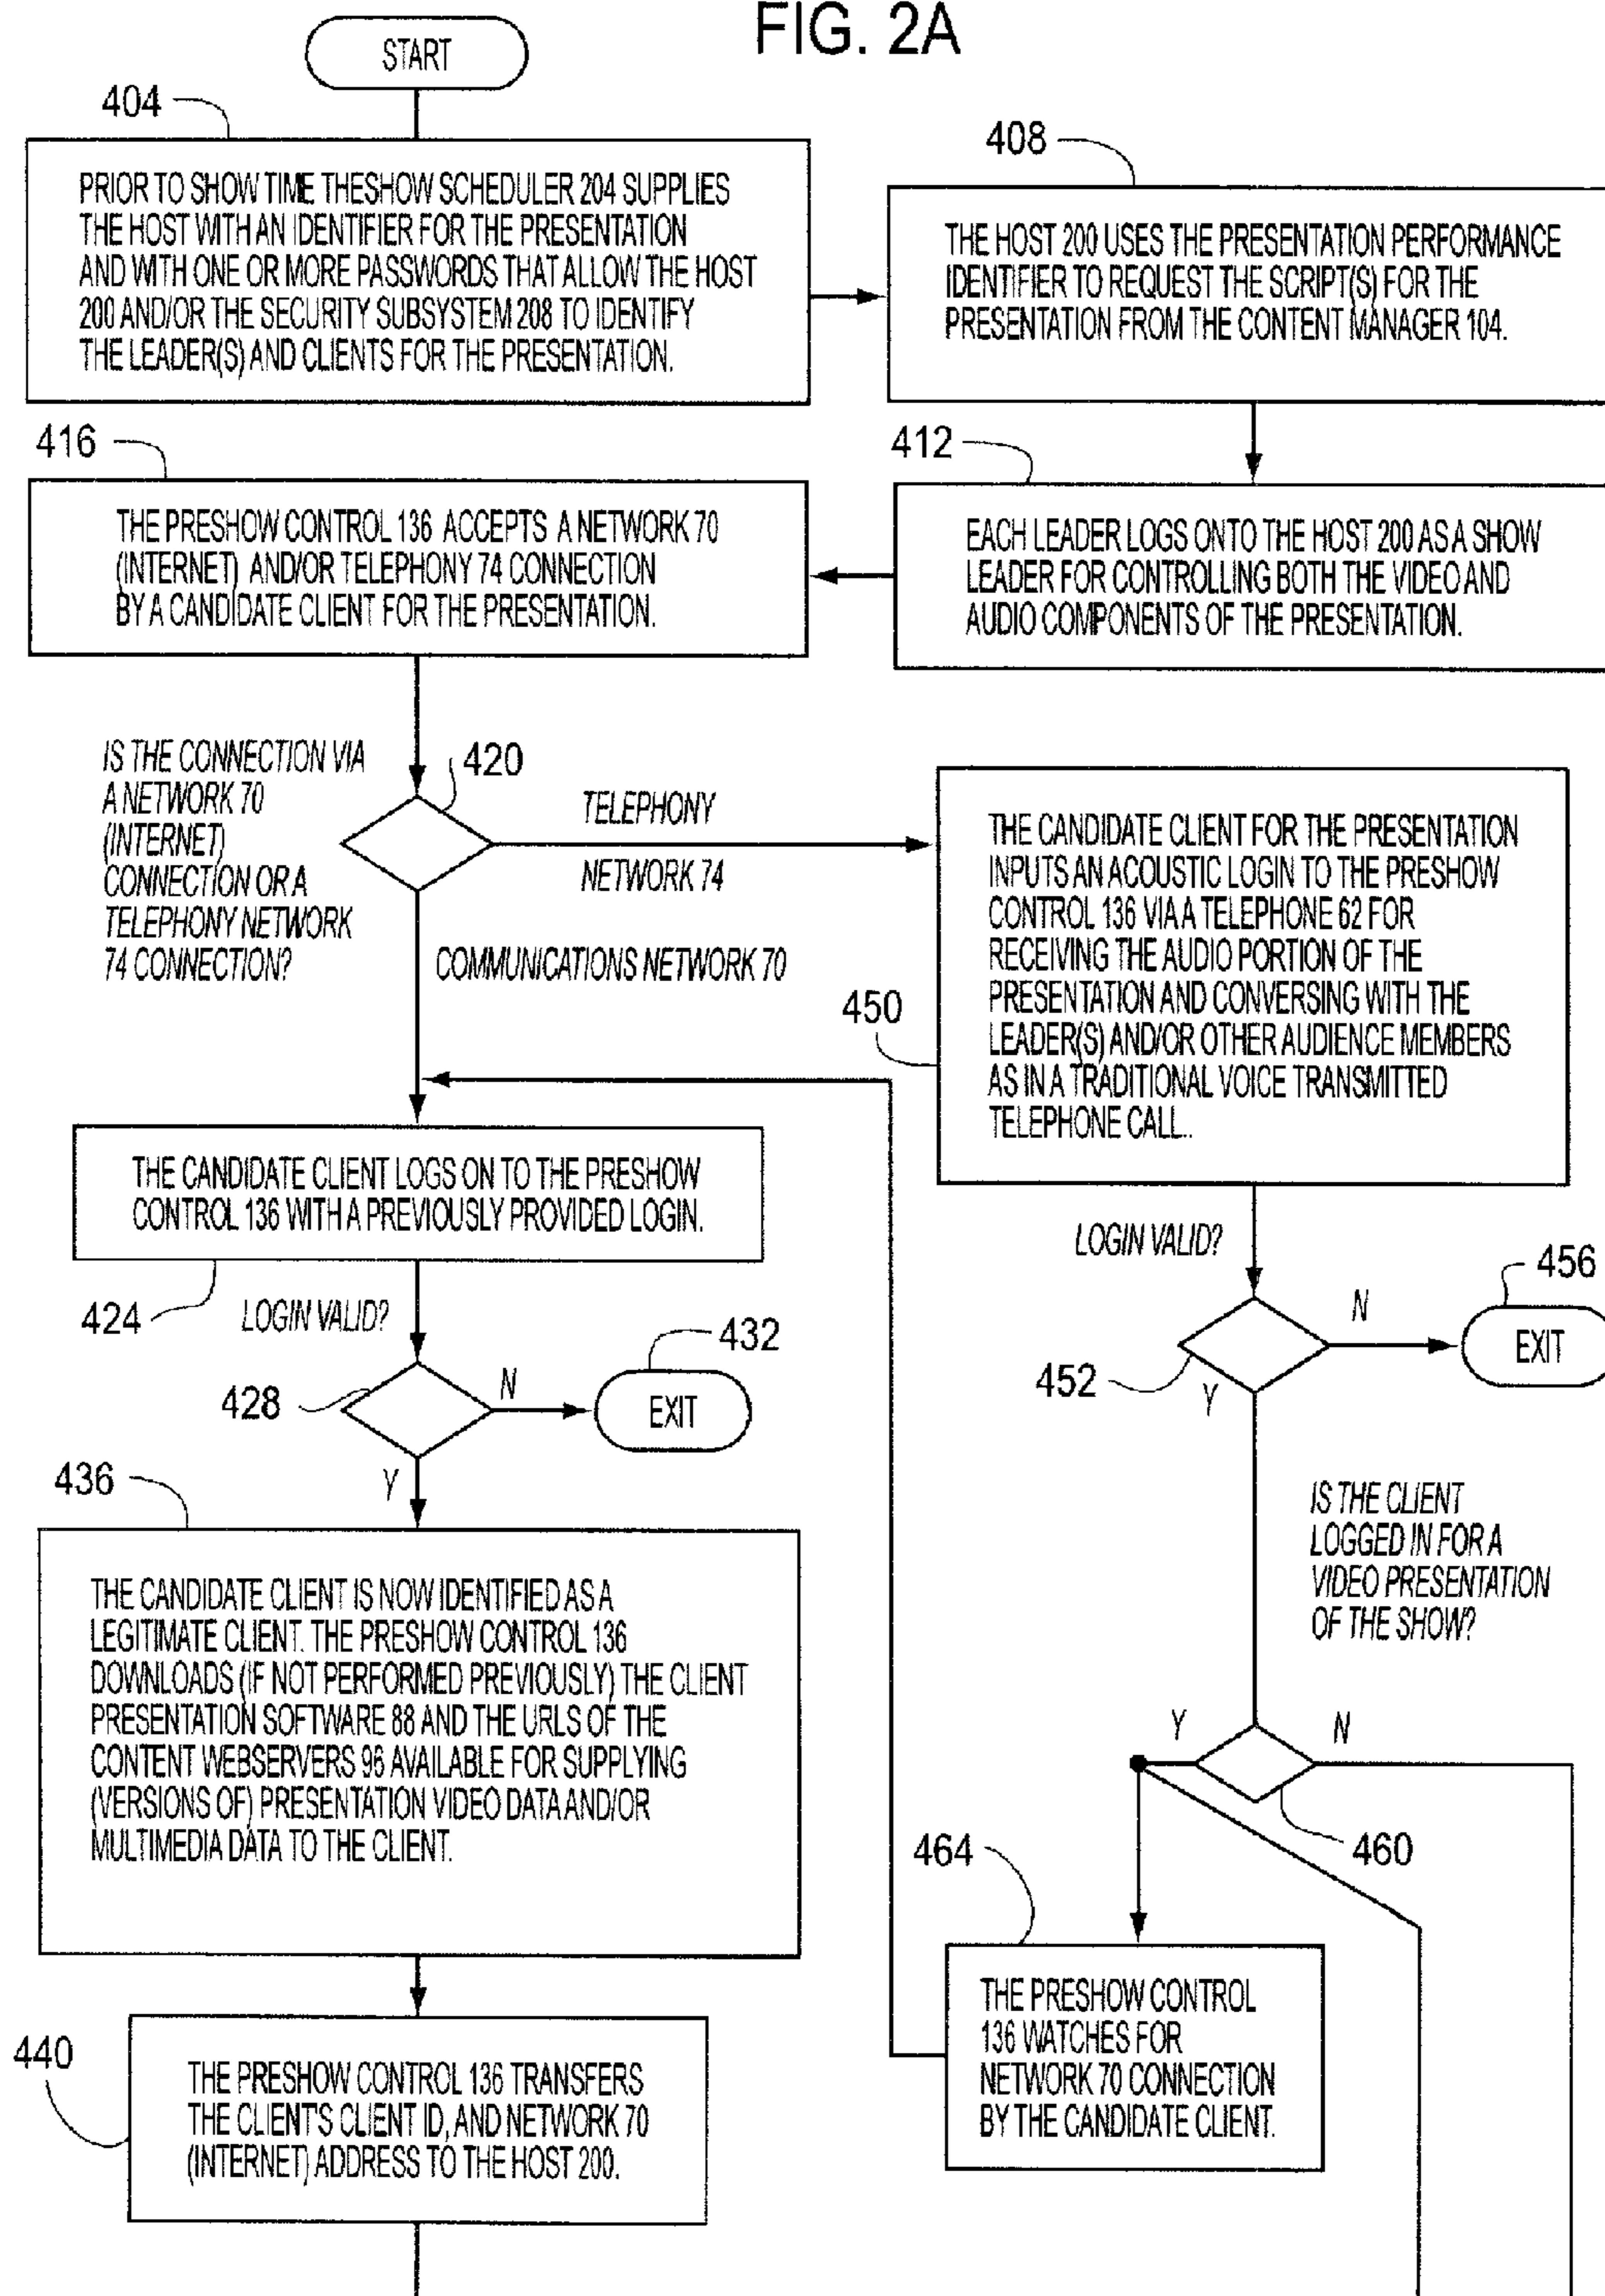 FIG. 2A
START
404
PRIOR TO SHOW TIME THESHOW SCHEDULER 204 SUPPLIES
THE HOST WITH AN IDENTIFIER FOR THE PRESENTATION
AND WITH ONE OR MORE PASSWORDS THAT ALLOW THE HOST
200 AND/OR THE SECURITY SUBSYSTEM 208 TO IDENTIFY
THE LEADER(S) AND CLIENTS FOR THE PRESENTATION.
408
THE HOST 200 USES THE PRESENTATION PERFORMANCE
IDENTIFIER TO REQUEST THE SCRIPT(S) FOR THE
PRESENTATION FROM THE CONTENT MANAGER 104.
412
EACH LEADER LOGS ONTO THE HOST 200 AS A SHOW
LEADER FOR CONTROLLING BOTH THE VIDEO AND
AUDIO COMPONENTS OF THE PRESENTATION.
416
THE PRESHOW CONTROL 136 ACCEPTS A NETWORK 70
(INTERNET) AND/OR TELEPHONY 74 CONNECTION
BY A CANDIDATE CLIENT FOR THE PRESENTATION.
IS THE CONNECTION VIA
A NETWORK 70
(INTERNET)
CONNECTION OR A
TELEPHONY NETWORK
74 CONNECTION?
420
TELEPHONY
NETWORK 74
COMMUNICATIONS NETWORK 70
450
THE CANDIDATE CLIENT FOR THE PRESENTATION
INPUTS AN ACOUSTIC LOGIN TO THE PRESHOW
CONTROL 136 VIA A TELEPHONE 62 FOR
RECEIVING THE AUDIO PORTION OF THE
PRESENTATION AND CONVERSING WITH THE
LEADER(S) AND/OR OTHER AUDIENCE MEMBERS
AS IN A TRADITIONAL VOICE TRANSMITTED
TELEPHONE CALL..
THE CANDIDATE CLIENT LOGS ON TO THE PRESHOW
CONTROL 136 WITH A PREVIOUSLY PROVIDED LOGIN.
424
LOGIN VALID?
428
N
432
EXIT
Y
LOGIN VALID?
452
N
456
EXIT
Y
436
THE CANDIDATE CLIENT IS NOW IDENTIFIED AS A
LEGITIMATE CLIENT. THE PRESHOW CONTROL 136
DOWNLOADS (IF NOT PERFORMED PREVIOUSLY) THE CLIENT
PRESENTATION SOFTWARE 88 AND THE URLS OF THE
CONTENT WEBSERVERS 96 AVAILABLE FOR SUPPLYING
(VERSIONS OF) PRESENTATION VIDEO DATA AND/OR
MULTIMEDIA DATA TO THE CLIENT.
IS THE CLIENT
LOGGED IN FOR A
VIDEO PRESENTATION
OF THE SHOW?
Y
N
460
464
THE PRESHOW CONTROL
136 WATCHES FOR
NETWORK 70 CONNECTION
BY THE CANDIDATE CLIENT.
440
THE PRESHOW CONTROL 136 TRANSFERS
THE CLIENT'S CLIENT ID, AND NETWORK 70
(INTERNET) ADDRESS TO THE HOST 200.